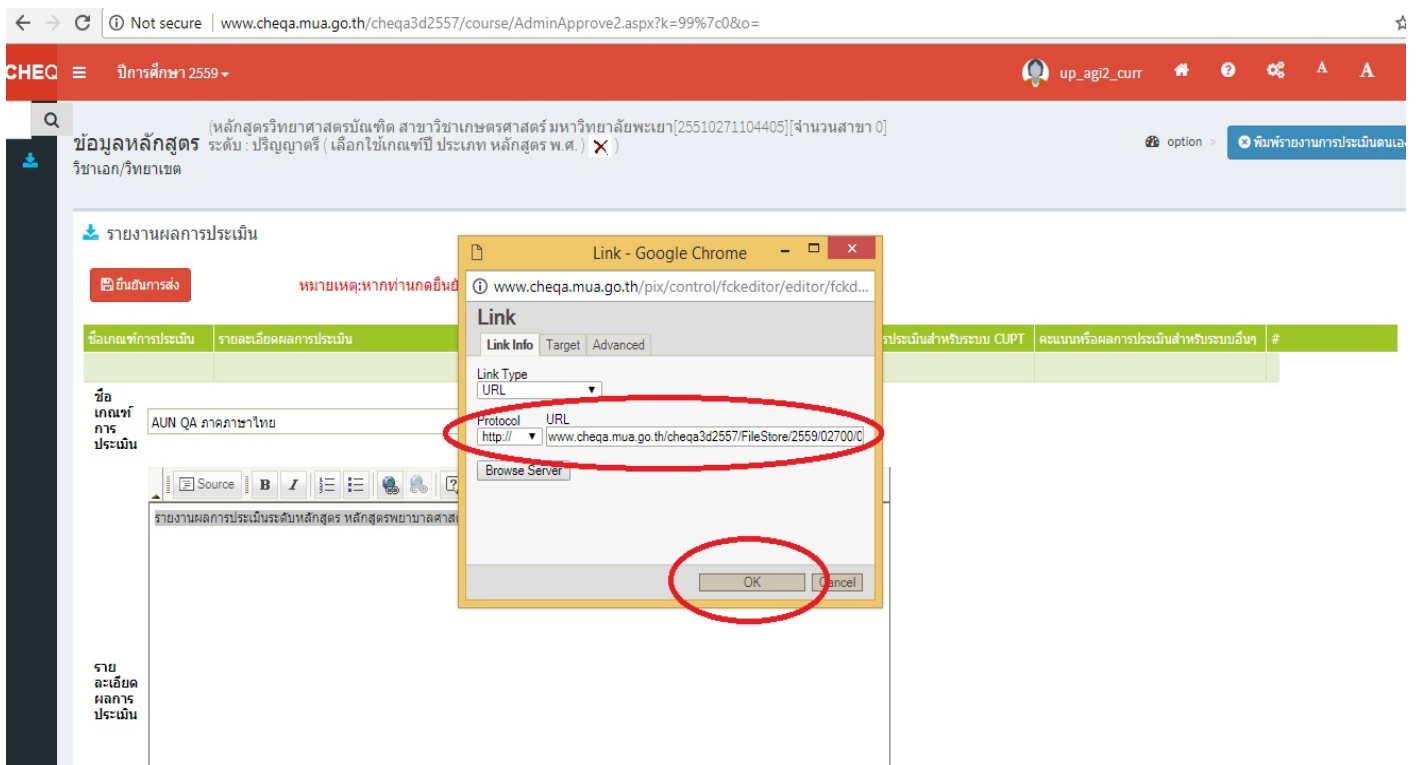 Not secure | www.cheqa.mua.go.th/cheqa3d2557/course/AdminApprove2.aspx?k=99%7c0&o=
CHEQ ปีการศึกษา 2559 up_agi2_curr A A
ข้อมูลหลักสูตร (หลักสูตรวิทยาศาสตรบัณฑิต สาขาวิชาเกษตรศาสตร์ มหาวิทยาลัยพะเยา[25510271104405][จำนวนสาขา 0]
ระดับ : ปริญญาตรี ( เลือกใช้เกณฑ์ปี ประเภท หลักสูตร พ.ศ. ) )
option > พิมพ์รายงานการประเมินตนเอง
วิชาเอก/วิทยาเขต
รายงานผลการประเมิน
ยืนยันการส่ง หมายเหตุ:หากท่านกดยืนยั
ชื่อเกณฑ์การประเมิน รายละเอียดผลการประเมิน รประเมินสำหรับระบบ CUPT คะแนนหรือผลการประเมินสำหรับระบบอื่นๆ #
ชื่อ
เกณฑ์
การ
ประเมิน
AUN QA ภาคภาษาไทย
Source B I
รายงานผลการประเมินระดับหลักสูตร หลักสูตรพยาบาลศาส
ราย
ละเอียด
ผลการ
ประเมิน
Link - Google Chrome
www.cheqa.mua.go.th/pix/control/fckeditor/editor/fckd...
Link
Link Info Target Advanced
Link Type
URL
Protocol URL
http:// www.cheqa.mua.go.th/cheqa3d2557/FileStore/2559/02700/0
Browse Server
OK Cancel